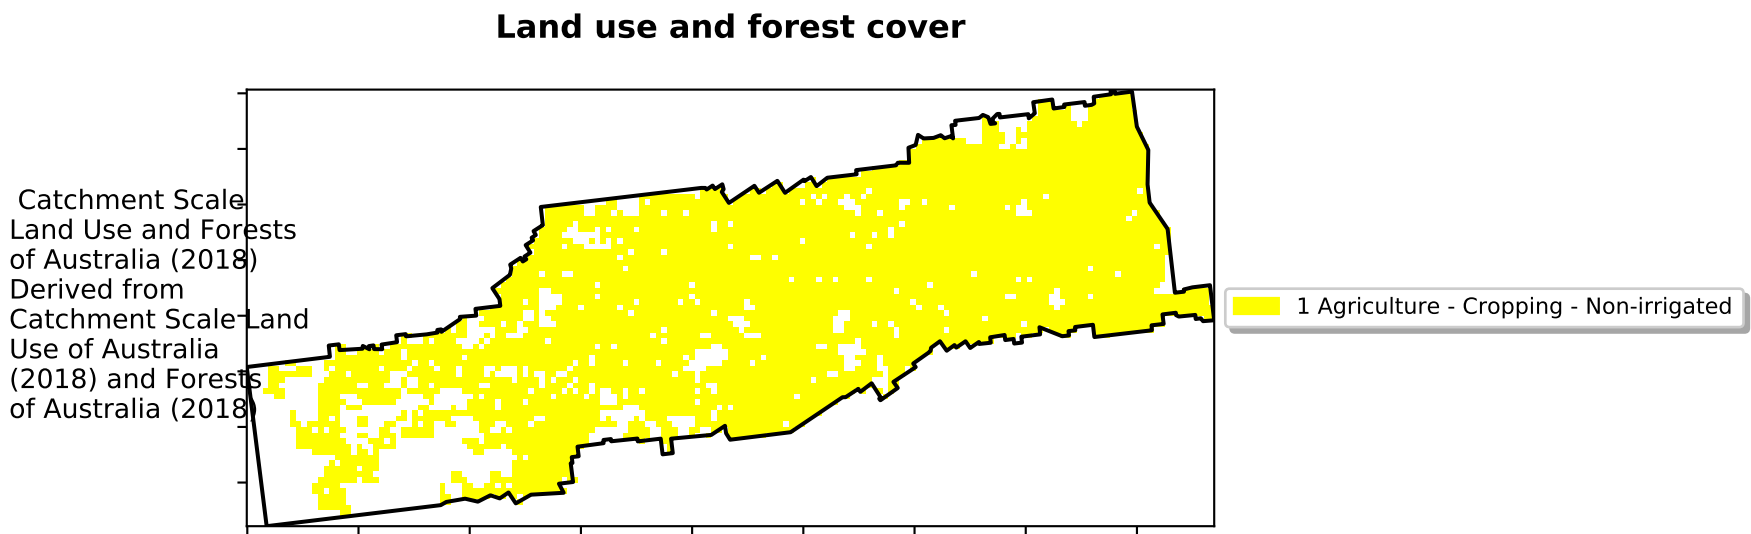 Land use and forest cover
Catchment Scale
Land Use and Forests
of Australia (2018)
Derived from
Catchment Scale Land
Use of Australia
(2018) and Forests
of Australia (2018)
1 Agriculture - Cropping - Non-irrigated